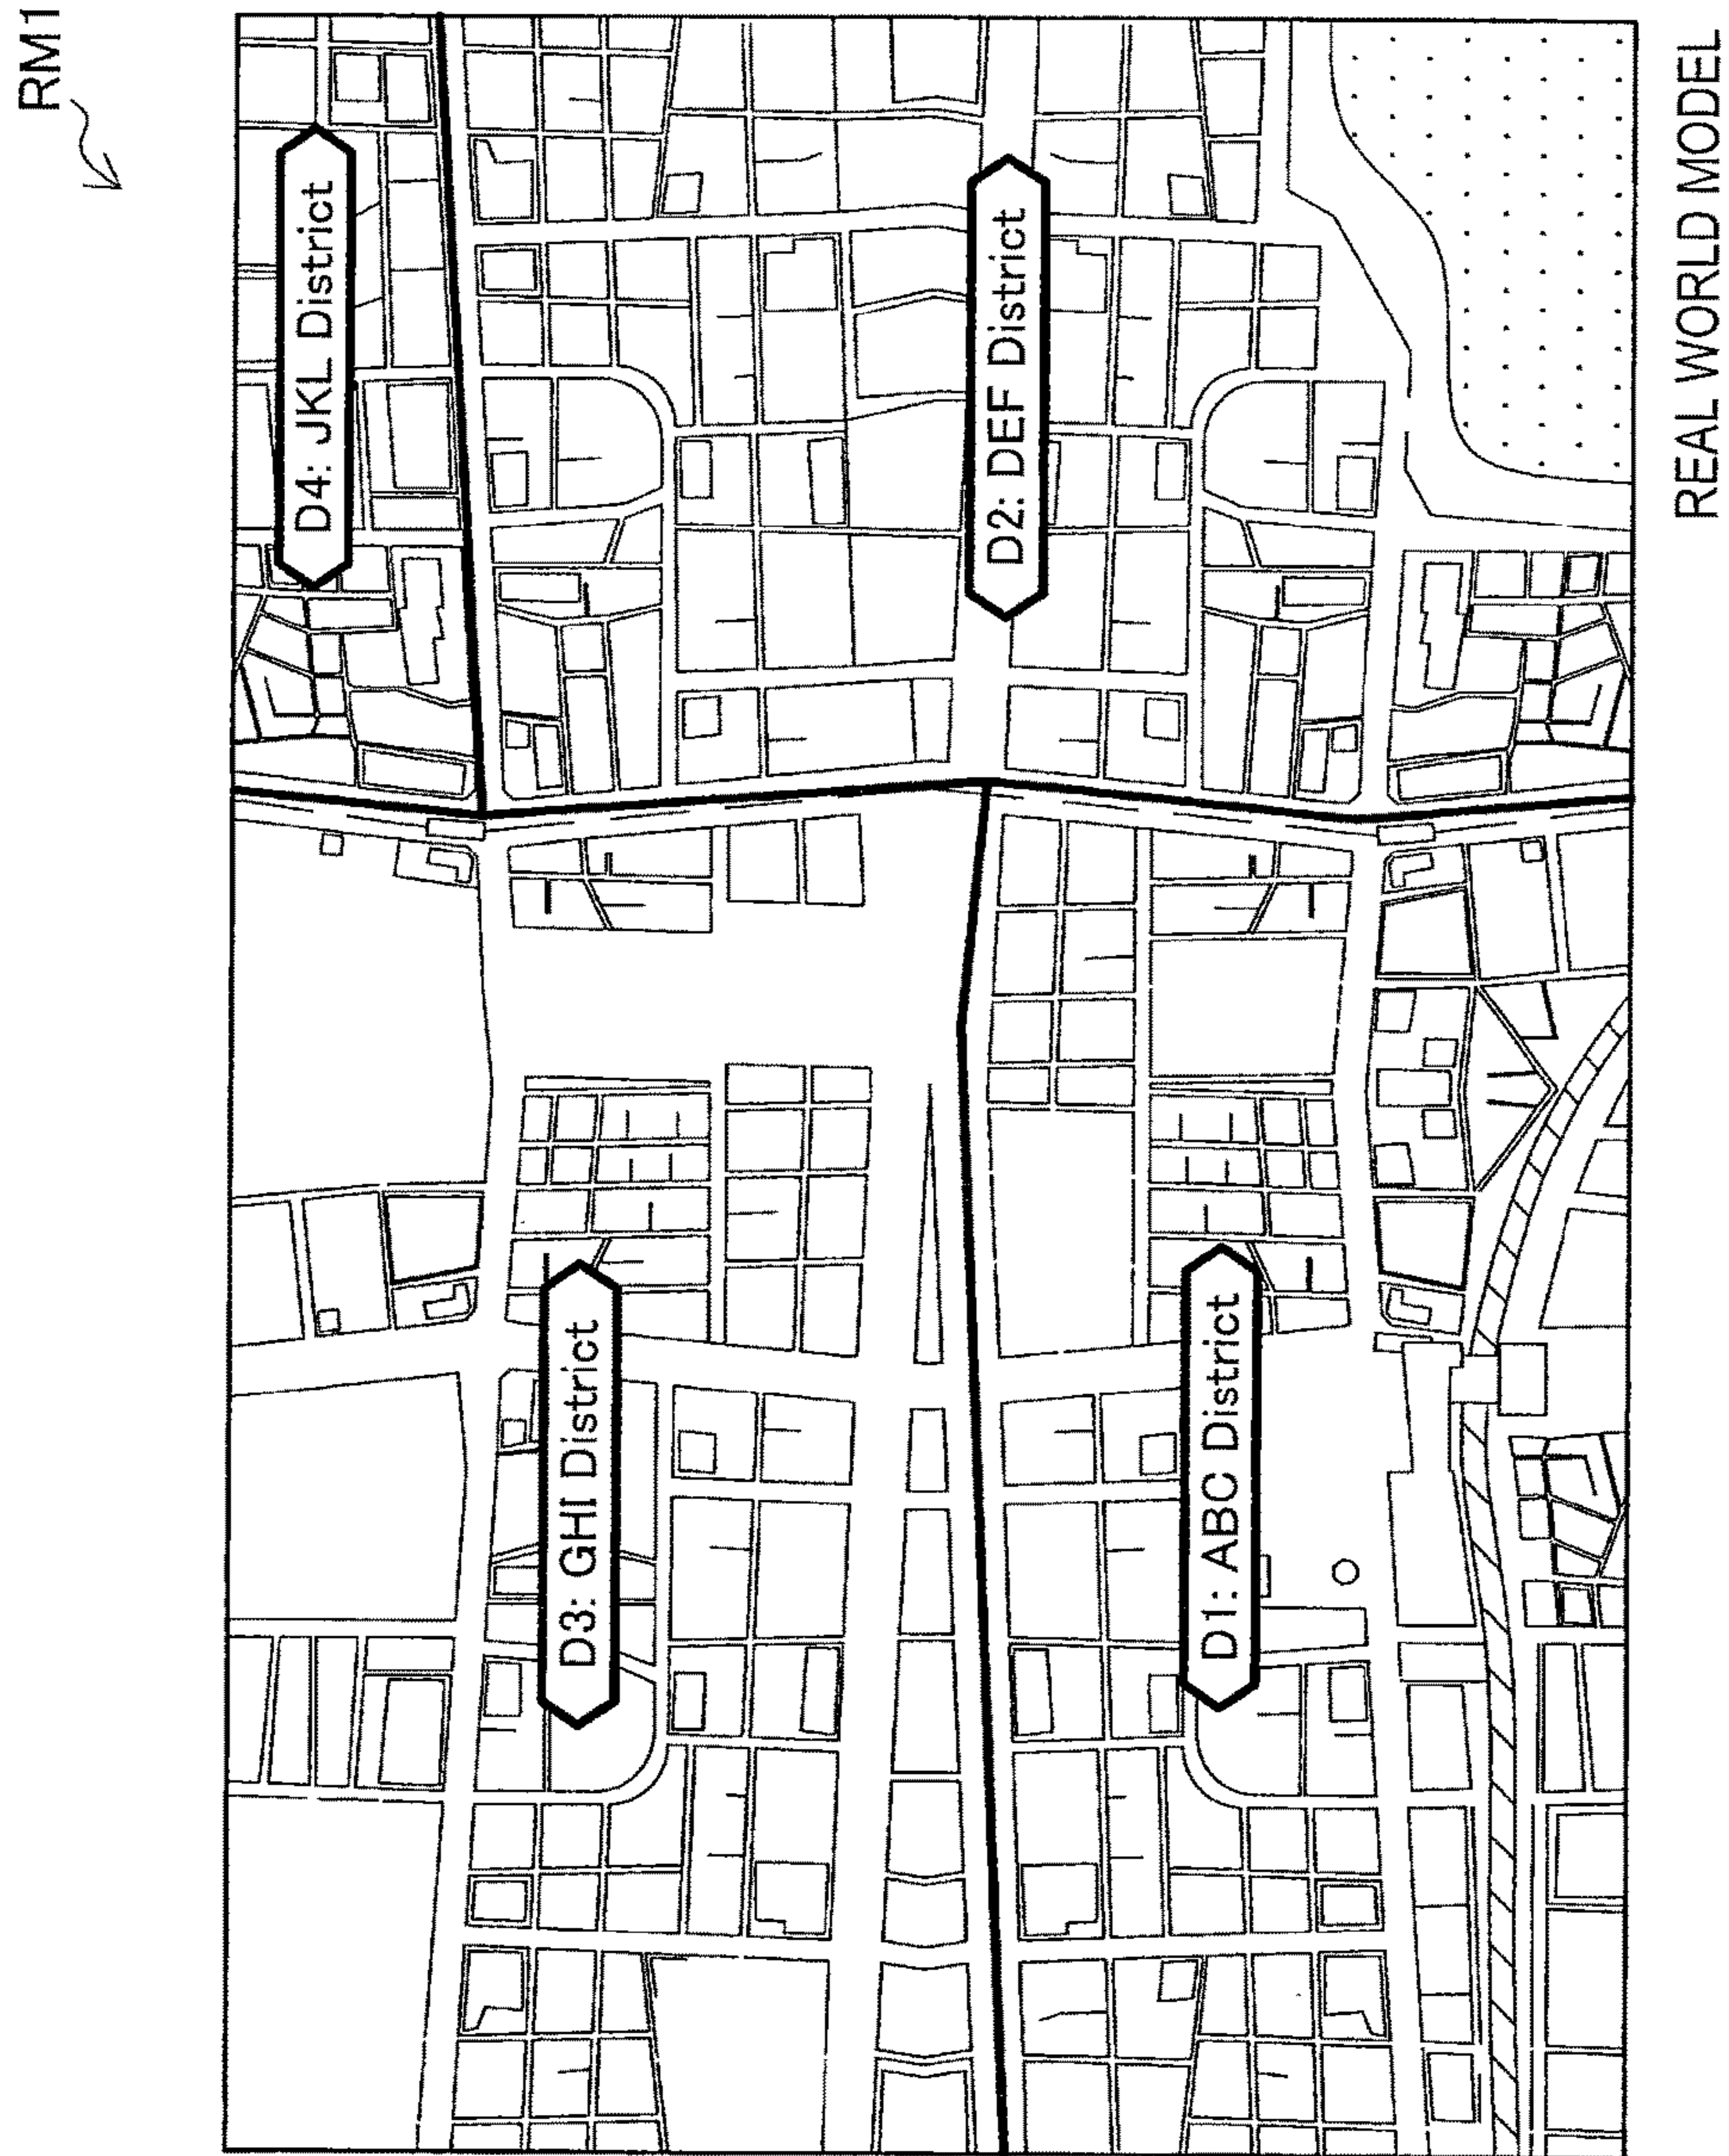 RM1
D3: GHI District
D4: JKL District
D2: DEF District
D1: ABC District
REAL WORLD MODEL